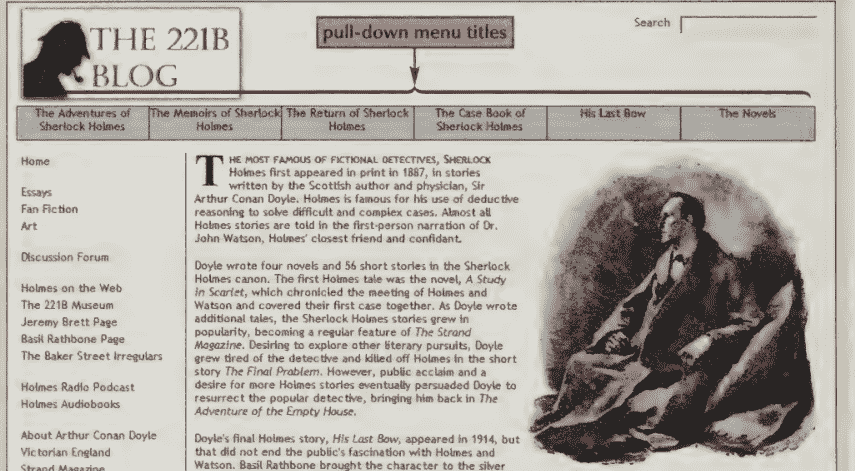 THE 221B
BLOG
pull-down menu titles
Search
The Adventures of
Sherlock Holmes
The Memoirs of Sherlock
Holmes
The Return of Sherlock
Holmes
The Case Book of
Sherlock Holmes
His Last Bow
The Novels
Home
Essays
Fan Fiction
Art
Discussion Forum
Holmes on the Web
The 221B Museum
Jeremy Brett Page
Basil Rathbone Page
The Baker Street Irregulars
Holmes Radio Podcast
Holmes Audiobooks
About Arthur Conan Doyle
Victorian England
Strand Magazine
THE MOST FAMOUS OF FICTIONAL DETECTIVES, SHERLOCK
Holmes first appeared in print in 1887, in stories
written by the Scottish author and physician, Sir
Arthur Conan Doyle. Holmes is famous for his use of deductive
reasoning to solve difficult and complex cases. Almost all
Holmes stories are told in the first-person narration of Dr.
John Watson, Holmes' closest friend and confidant.
Doyle wrote four novels and 56 short stories in the Sherlock
Holmes canon. The first Holmes tale was the novel, A Study
in Scarlet, which chronicled the meeting of Holmes and
Watson and covered their first case together. As Doyle wrote
additional tales, the Sherlock Holmes stories grew in
popularity, becoming a regular feature of The Strand
Magazine. Desiring to explore other literary pursuits, Doyle
grew tired of the detective and killed off Holmes in the short
story The Final Problem. However, public acclaim and a
desire for more Holmes stories eventually persuaded Doyle to
resurrect the popular detective, bringing him back in The
Adventure of the Empty House.
Doyle's final Holmes story, His Last Bow, appeared in 1914, but
that did not end the public's fascination with Holmes and
Watson. Basil Rathbone brought the character to the silver